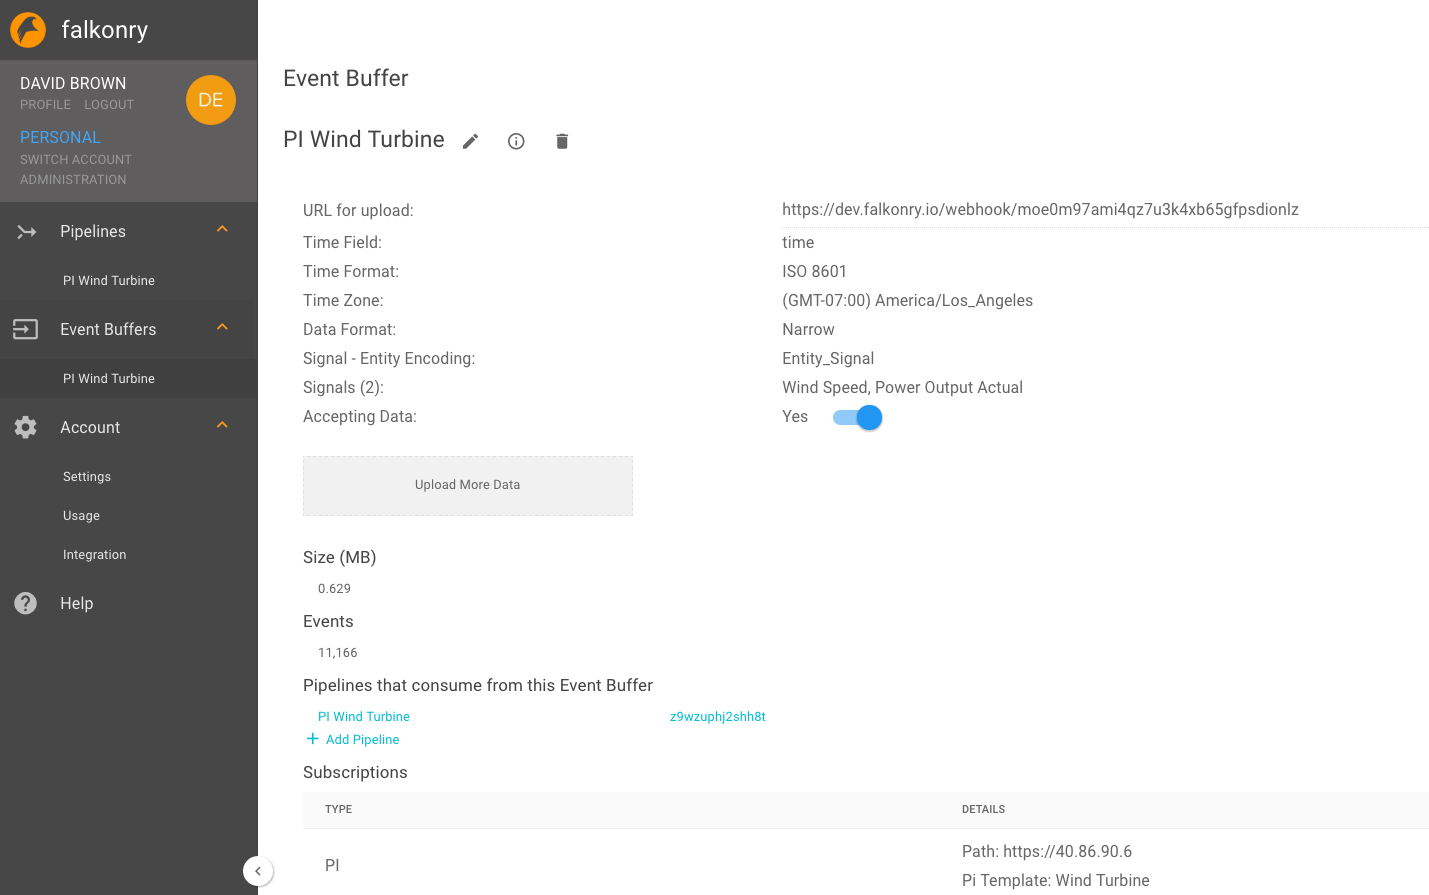 falkonry
DAVID BROWN
PROFILE LOGOUT
DE
PERSONAL
SWITCH ACCOUNT
ADMINISTRATION
Pipelines
PI Wind Turbine
Event Buffers
PI Wind Turbine
Account
Settings
Usage
Integration
Help
Event Buffer
PI Wind Turbine
URL for upload: https://dev.falkonry.io/webhook/moe0m97ami4qz7u3k4xb65gfpsdionlz
Time Field: time
Time Format: ISO 8601
Time Zone: (GMT-07:00) America/Los_Angeles
Data Format: Narrow
Signal - Entity Encoding: Entity_Signal
Signals (2): Wind Speed, Power Output Actual
Accepting Data: Yes
Upload More Data
Size (MB)
0.629
Events
11,166
Pipelines that consume from this Event Buffer
PI Wind Turbine z9wzuphj2shh8t
+ Add Pipeline
Subscriptions
TYPE DETAILS
PI
Path: https://40.86.90.6
Pi Template: Wind Turbine